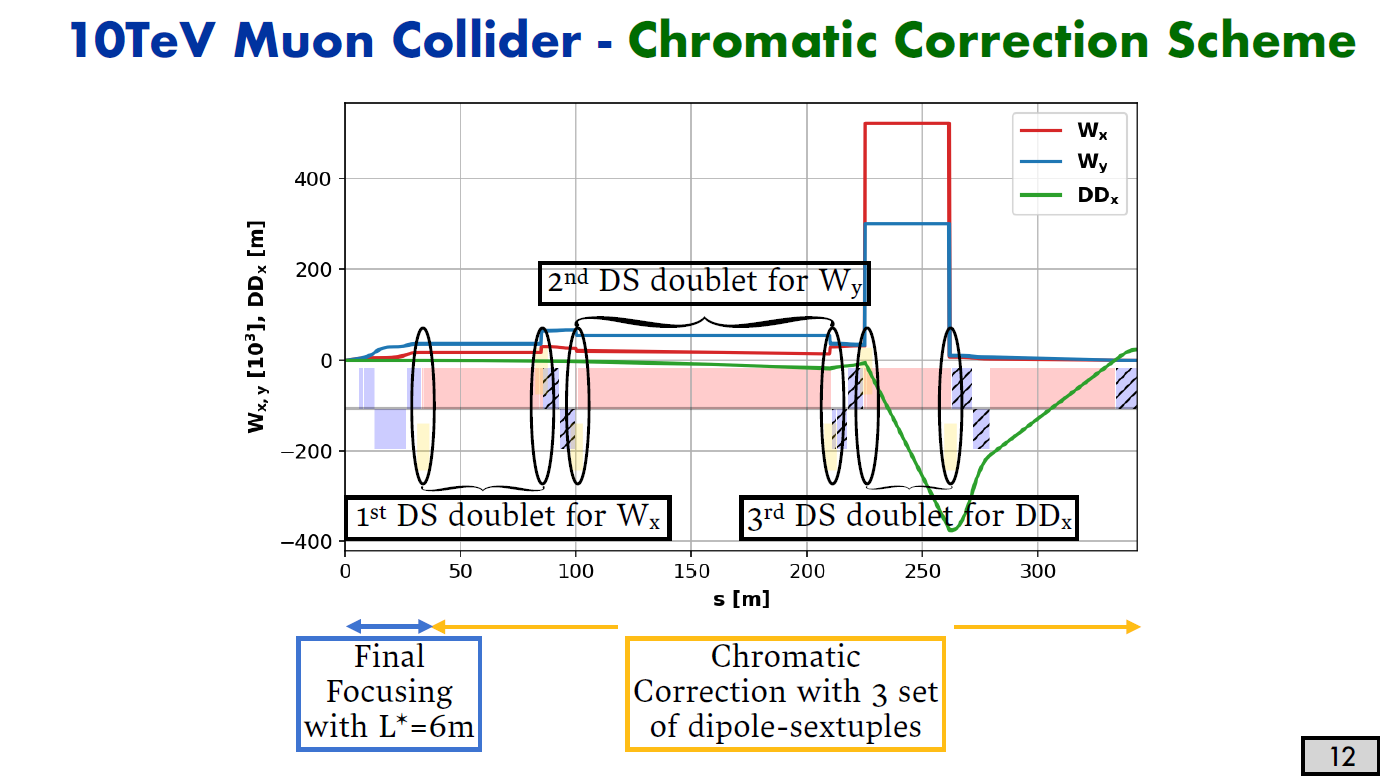 10TeV Muon Collider - Chromatic Correction Scheme
Wx
Wy
DDx
400
200
0
−200
−400
Wx, y [10³], DDx [m]
2nd DS doublet for Wy
1st DS doublet for Wx
3rd DS doublet for DDx
0 50 100 150 200 250 300
s [m]
Final
Focusing
with L*=6m
Chromatic
Correction with 3 set
of dipole-sextuples
12